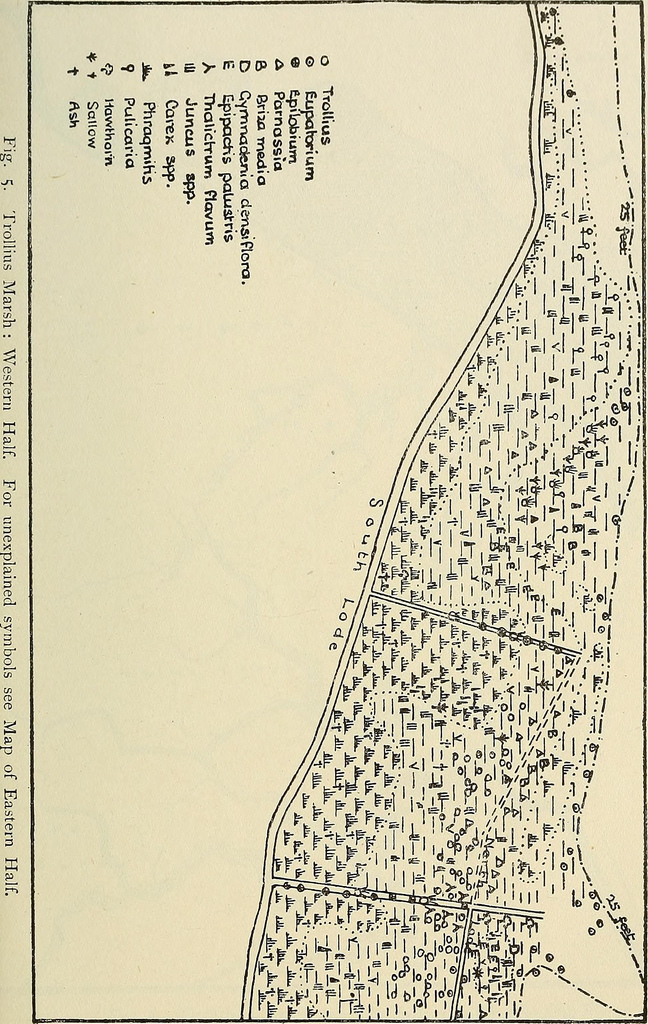 ○ Trollius
⊙ Eupatorium
⊕ Epilobium
△ Parnassia
B Briza media
D Gymnadenia densiflora.
E Epipactis palustris
Thalictrum flavum
Juncus spp.
Carex spp.
Phragmitis
Pulicaria
Hawthorn
Sallow
Ash
25 feet
25 feet
South Lode
Fig. 5. Trollius Marsh : Western Half. For unexplained symbols see Map of Eastern Half.